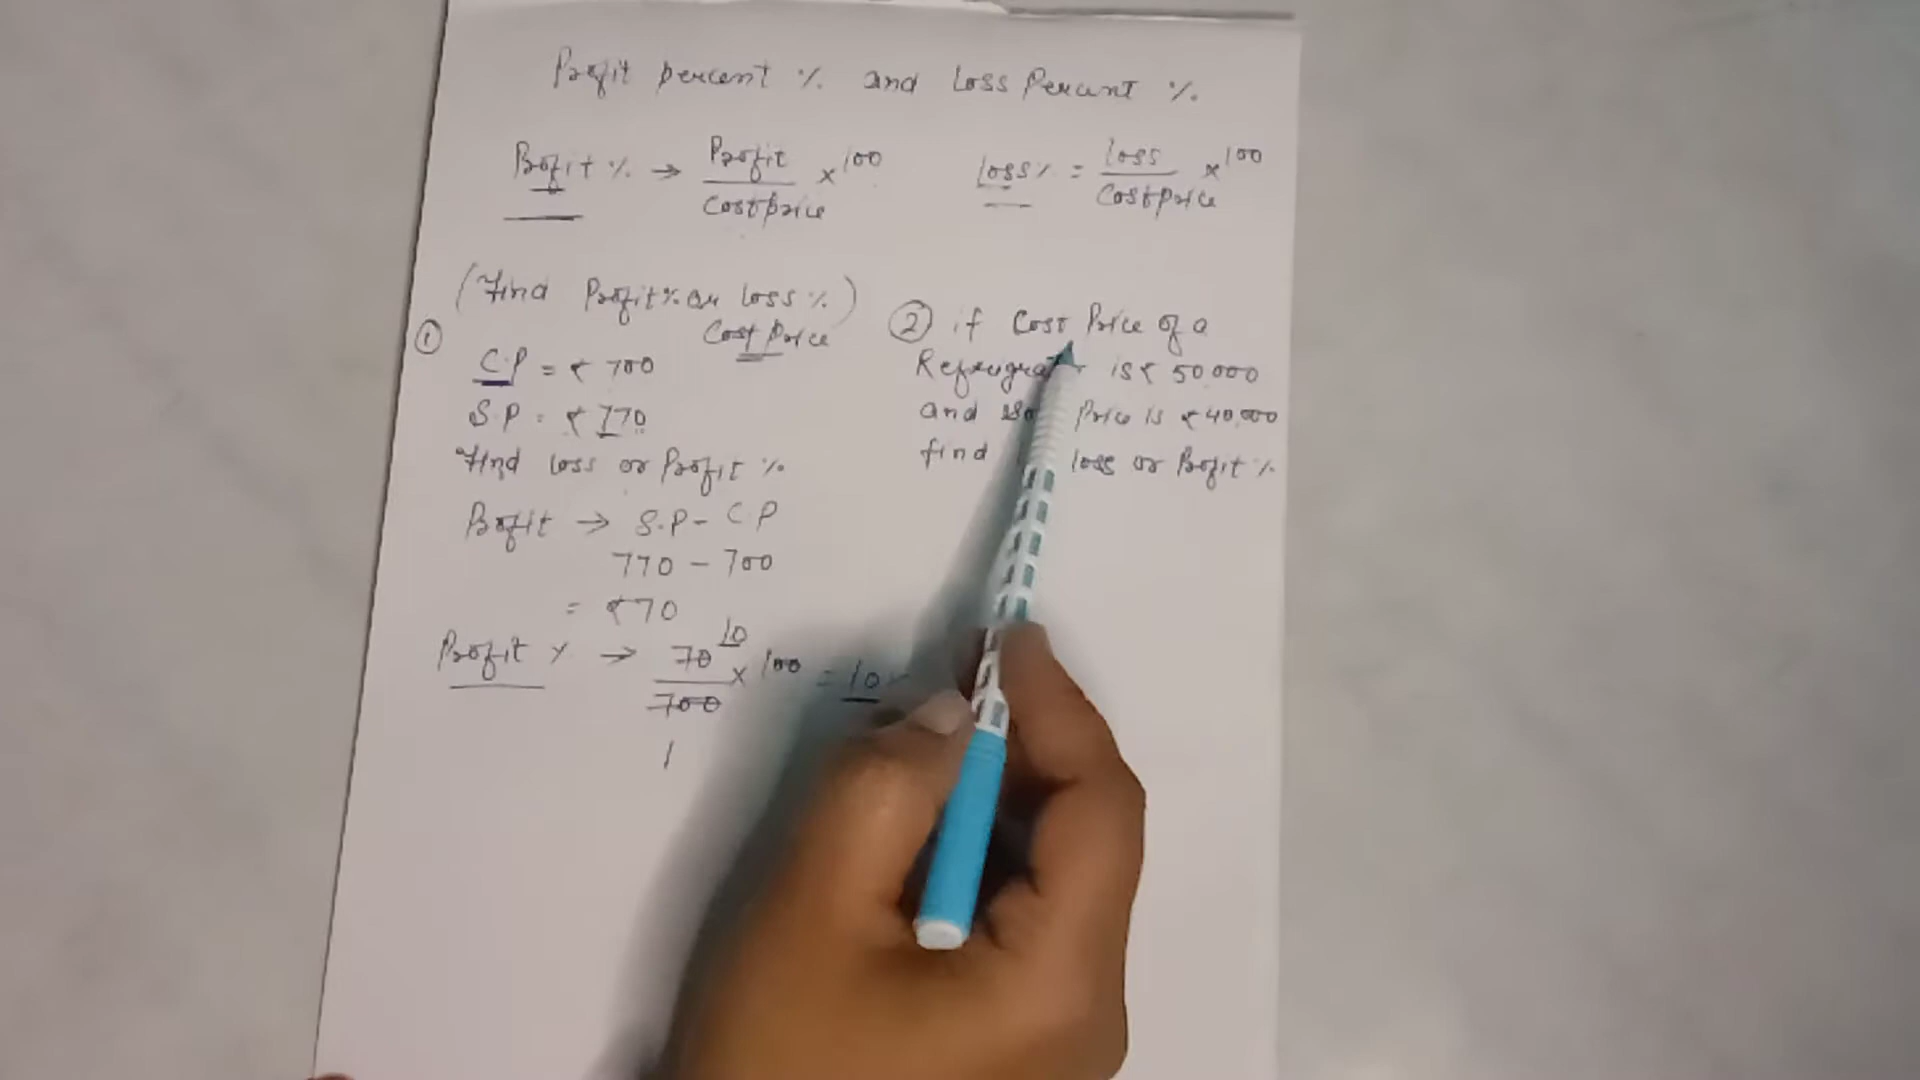 Profit percent % and Loss Percent %
Profit % → Profit / Cost price × 100
loss % = loss / Cost price × 100
(Find Profit % or loss %)
Cost Price
①
C.P = ₹ 700
S.P = ₹ 770
Find loss or Profit %
Profit → S.P - C.P
770 - 700
= ₹70
Profit % → 70 / 700 × 100 = 10
10
1
② if Cost Price of a
is ₹ 50000
and Price is ₹ 40,000
find loss or Profit %